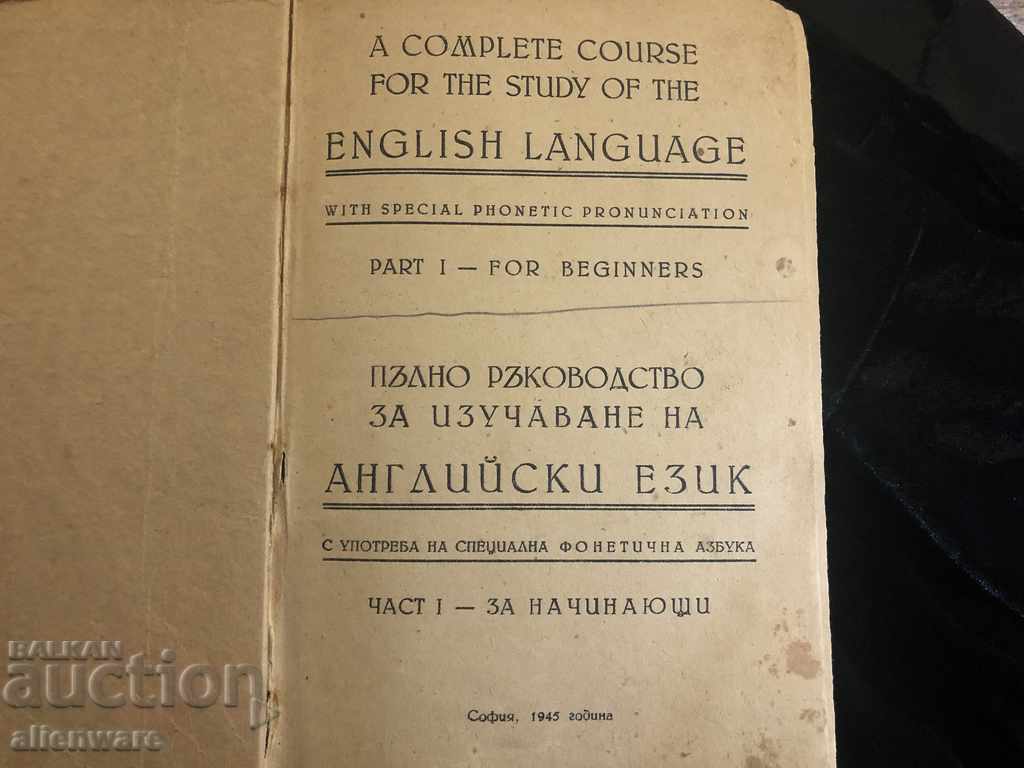 A COMPLETE COURSE
FOR THE STUDY OF THE
ENGLISH LANGUAGE
WITH SPECIAL PHONETIC PRONUNCIATION
PART I — FOR BEGINNERS
ПЪЛНО РЪКОВОДСТВО
ЗА ИЗУЧАВАНЕ НА
АНГЛИЙСКИ ЕЗИК
С УПОТРЕБА НА СПЕЦИАЛНА ФОНЕТИЧНА АЗБУКА
ЧАСТ I — ЗА НАЧИНАЮЩИ
София, 1945 година
BALKAN
auction
alienware